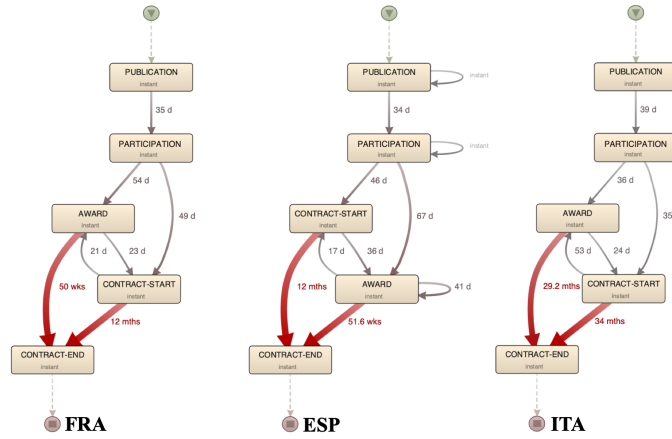 PUBLICATION
instant
35 d
PARTICIPATION
instant
54 d
49 d
AWARD
instant
21 d
23 d
CONTRACT-START
instant
50 wks
12 mths
CONTRACT-END
instant
FRA
PUBLICATION
instant
instant
34 d
PARTICIPATION
instant
instant
46 d
67 d
CONTRACT-START
instant
17 d
36 d
AWARD
instant
41 d
12 mths
51.6 wks
CONTRACT-END
instant
ESP
PUBLICATION
instant
39 d
PARTICIPATION
instant
36 d
35
AWARD
instant
53 d
24 d
CONTRACT-START
instant
29.2 mths
34 mths
CONTRACT-END
instant
ITA